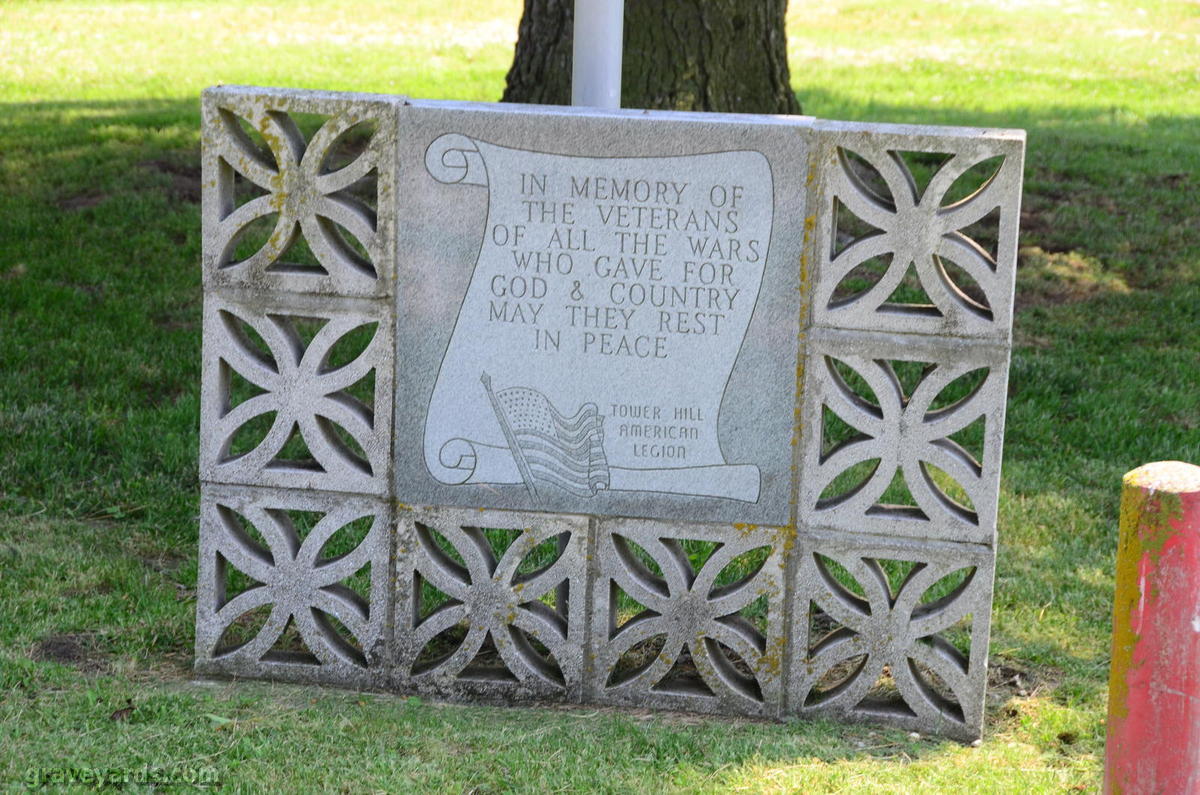 IN MEMORY OF
THE VETERANS
OF ALL THE WARS
WHO GAVE FOR
GOD & COUNTRY
MAY THEY REST
IN PEACE
TOWER HILL
AMERICAN
LEGION
graveyards.com